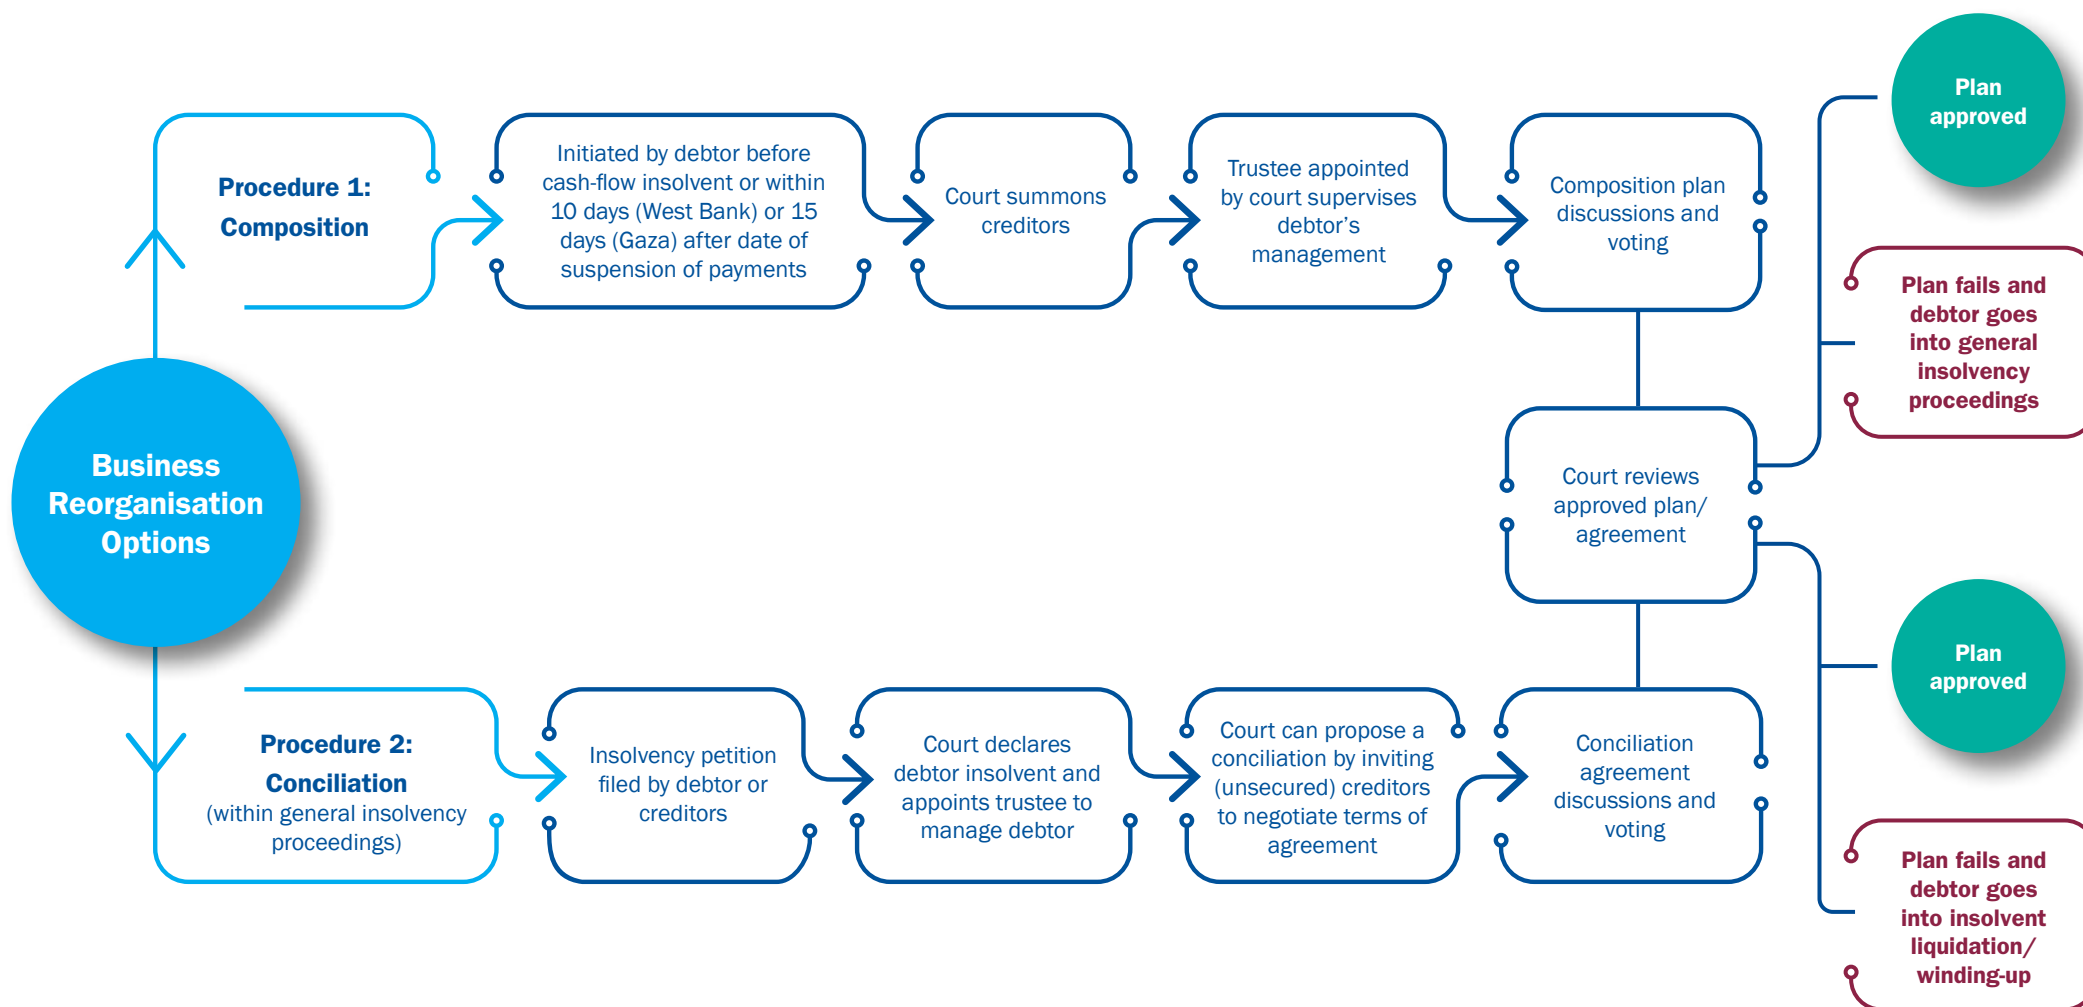 Business
Reorganisation
Options
Procedure 1:
Composition
Initiated by debtor before
cash-flow insolvent or within
10 days (West Bank) or 15
days (Gaza) after date of
suspension of payments
Court summons
creditors
Trustee appointed
by court supervises
debtor's
management
Composition plan
discussions and
voting
Court reviews
approved plan/
agreement
Plan
approved
Plan fails and
debtor goes
into general
insolvency
proceedings
Procedure 2:
Conciliation
(within general insolvency
proceedings)
Insolvency petition
filed by debtor or
creditors
Court declares
debtor insolvent and
appoints trustee to
manage debtor
Court can propose a
conciliation by inviting
(unsecured) creditors
to negotiate terms of
agreement
Conciliation
agreement
discussions and
voting
Plan
approved
Plan fails and
debtor goes
into insolvent
liquidation/
winding-up